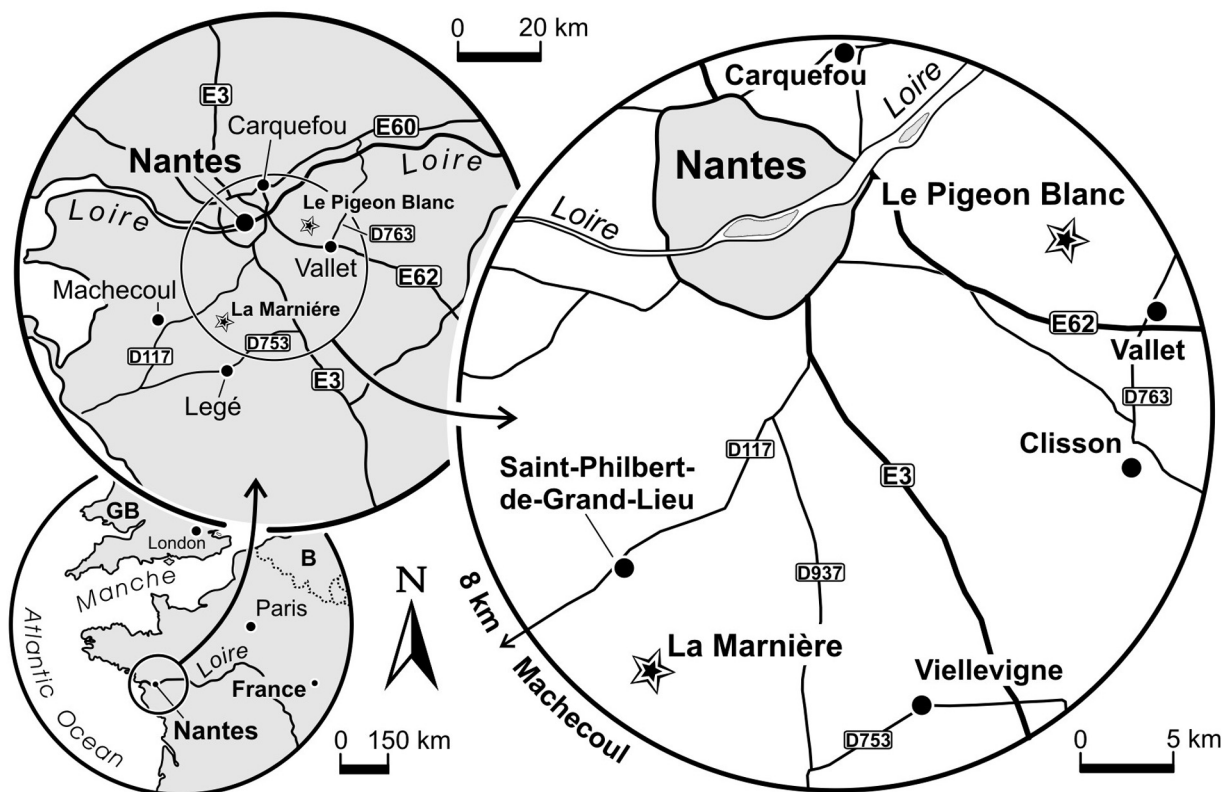 0 20 km
E3
Carquefou
E60
Nantes
Loire
Le Pigeon Blanc
Loire
D763
Vallet
E62
Machecoul
La Marniére
D117
D753
E3
Legé
GB
London
B
Manche
Paris
Atlantic Ocean
Loire
France
Nantes
0 150 km
N
Carquefou
Loire
Nantes
Le Pigeon Blanc
Loire
E62
Vallet
D763
Clisson
D117
Saint-Philbert-
de-Grand-Lieu
E3
D937
8 km
Machecoul
La Marnière
Viellevigne
D753
0 5 km